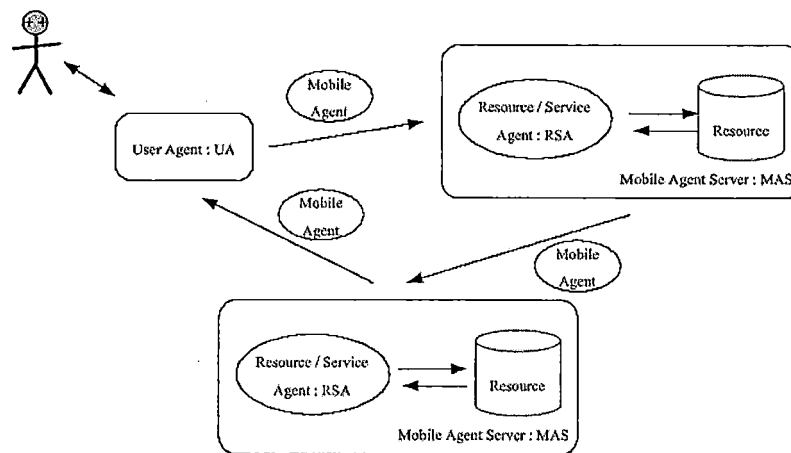 Mobile
Agent
User Agent : UA
Resource / Service
Agent : RSA
Resource
Mobile Agent Server : MAS
Mobile
Agent
Mobile
Agent
Resource / Service
Agent : RSA
Resource
Mobile Agent Server : MAS